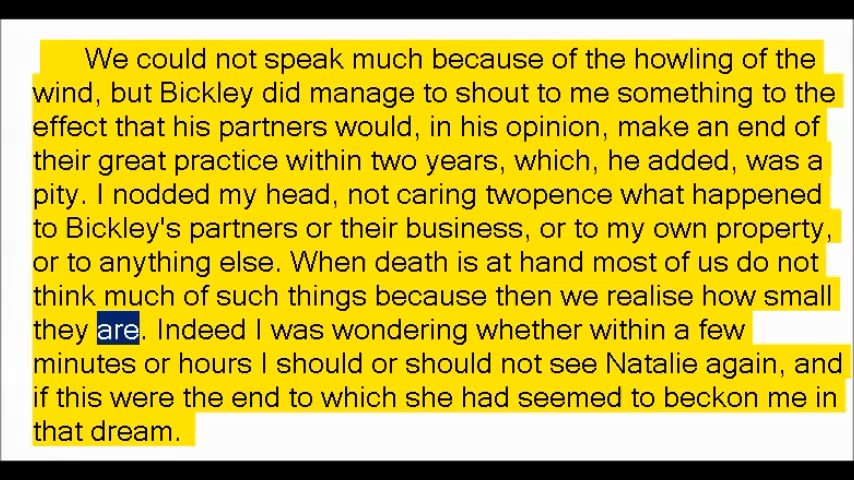 We could not speak much because of the howling of the
wind, but Bickley did manage to shout to me something to the
effect that his partners would, in his opinion, make an end of
their great practice within two years, which, he added, was a
pity. I nodded my head, not caring twopence what happened
to Bickley's partners or their business, or to my own property,
or to anything else. When death is at hand most of us do not
think much of such things because then we realise how small
they are. Indeed I was wondering whether within a few
minutes or hours I should or should not see Natalie again, and
if this were the end to which she had seemed to beckon me in
that dream.